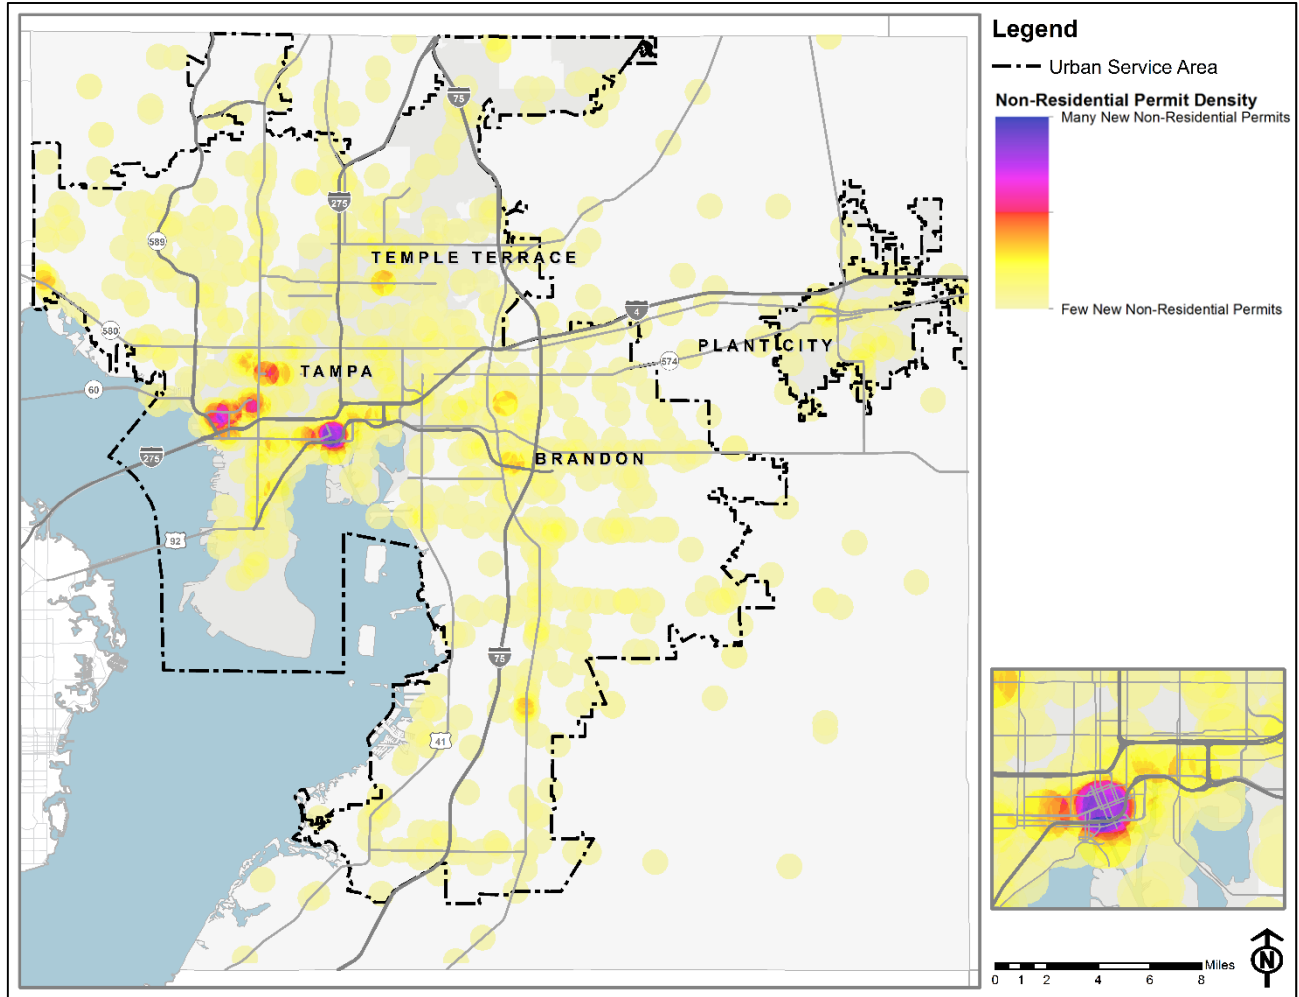 Legend
Urban Service Area
Non-Residential Permit Density
Many New Non-Residential Permits
Few New Non-Residential Permits
75
275
589
TEMPLE TERRACE
580
4
PLANT CITY
574
TAMPA
60
275
BRANDON
92
75
41
Miles
0 1 2 4 6 8
N